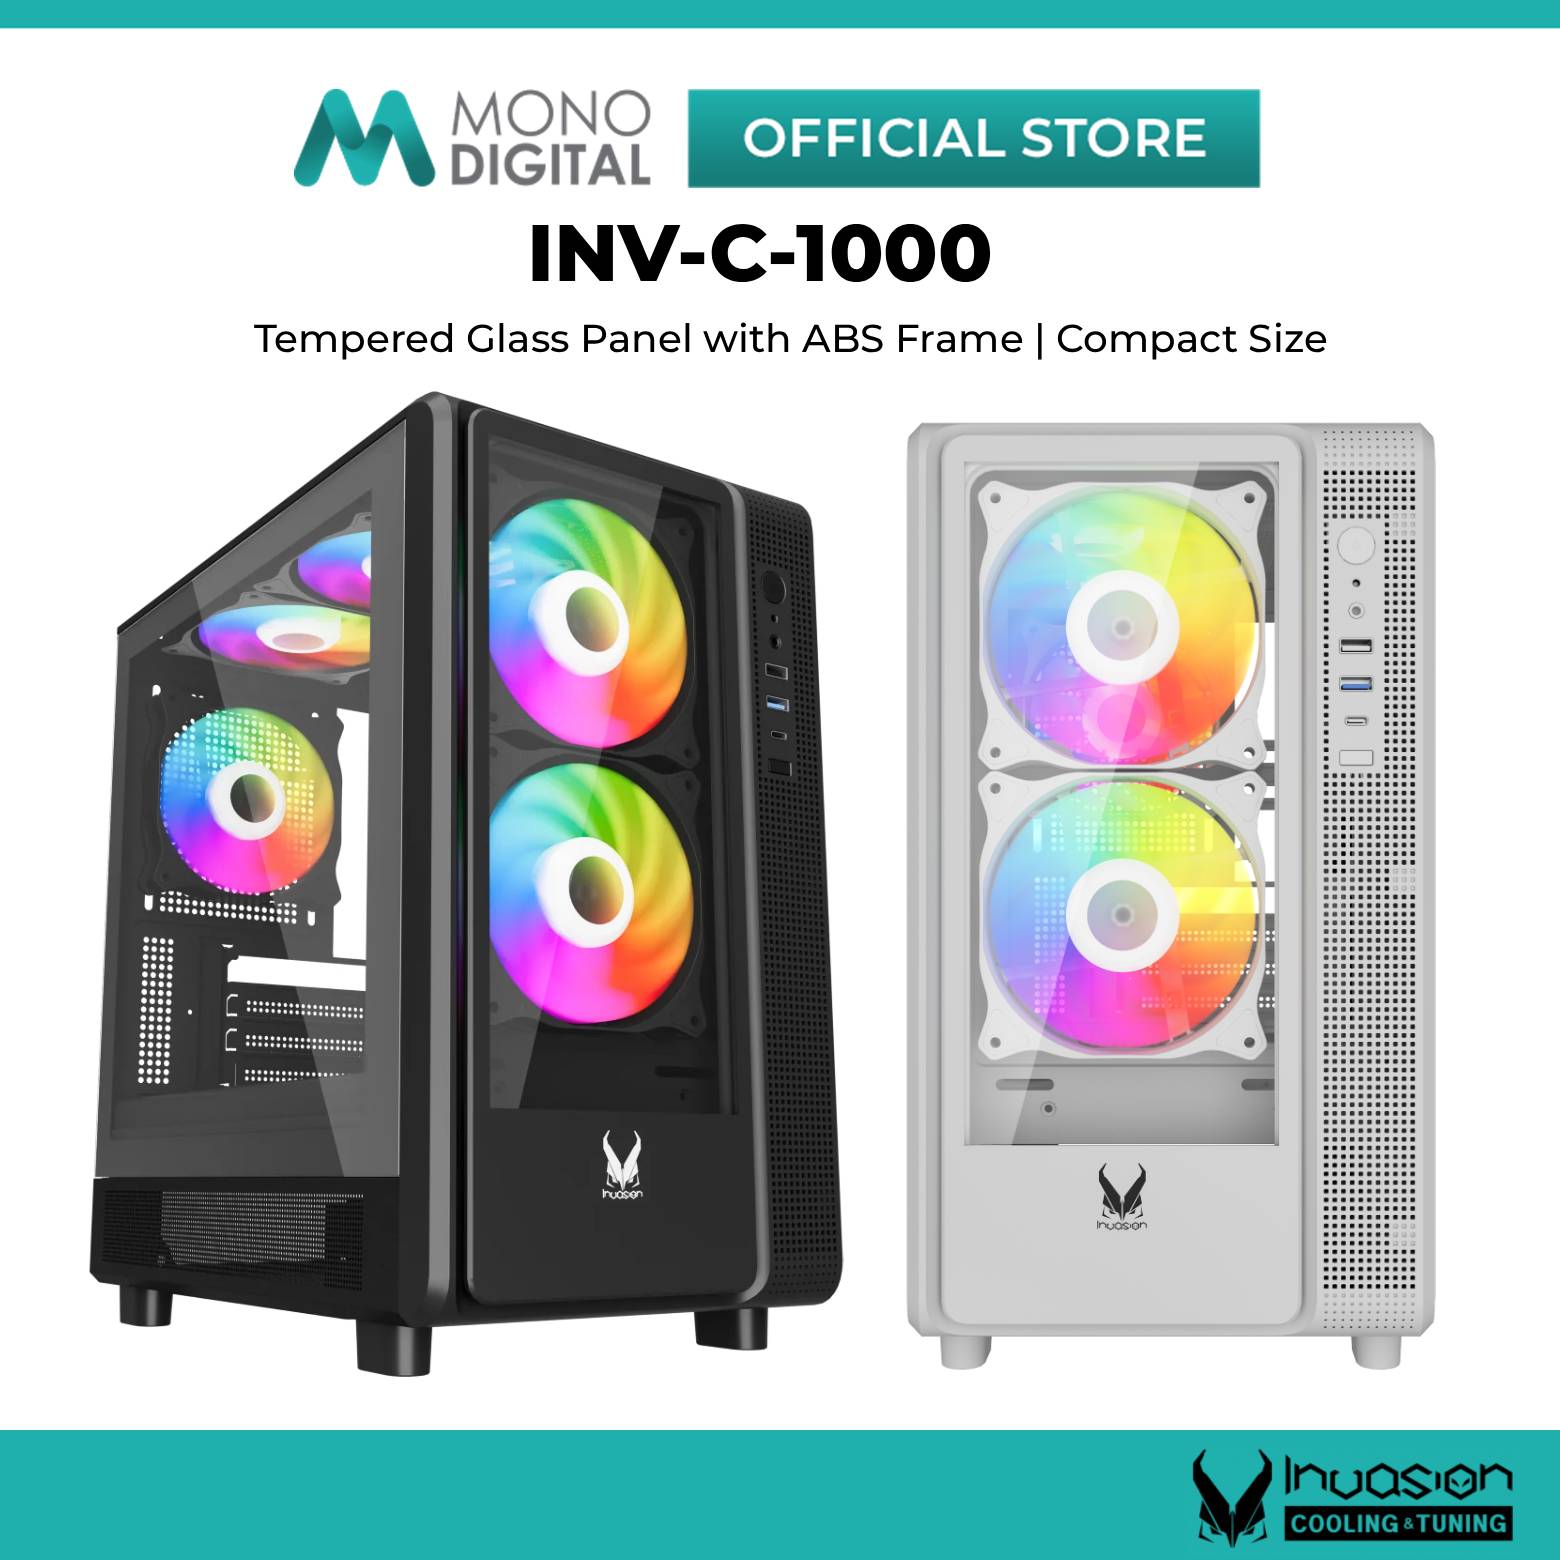 MONO
DIGITAL
OFFICIAL STORE
INV-C-1000
Tempered Glass Panel with ABS Frame | Compact Size
Invasion
Invasion
Invasion
COOLING & TUNING